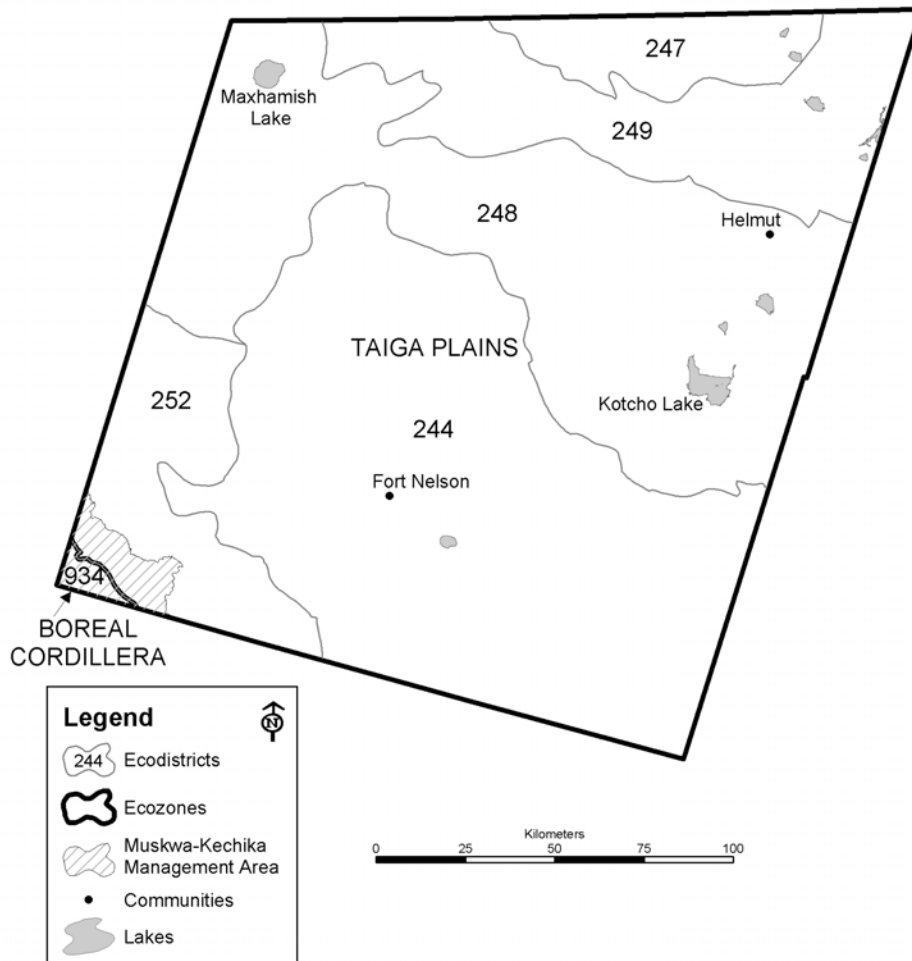 247
Maxhamish
Lake
249
248
Helmut
TAIGA PLAINS
252
Kotcho Lake
244
Fort Nelson
934
BOREAL
CORDILLERA
Legend
N
244 Ecodistricts
Ecozones
Muskwa-Kechika
Management Area
Communities
Lakes
Kilometers
0 25 50 75 100